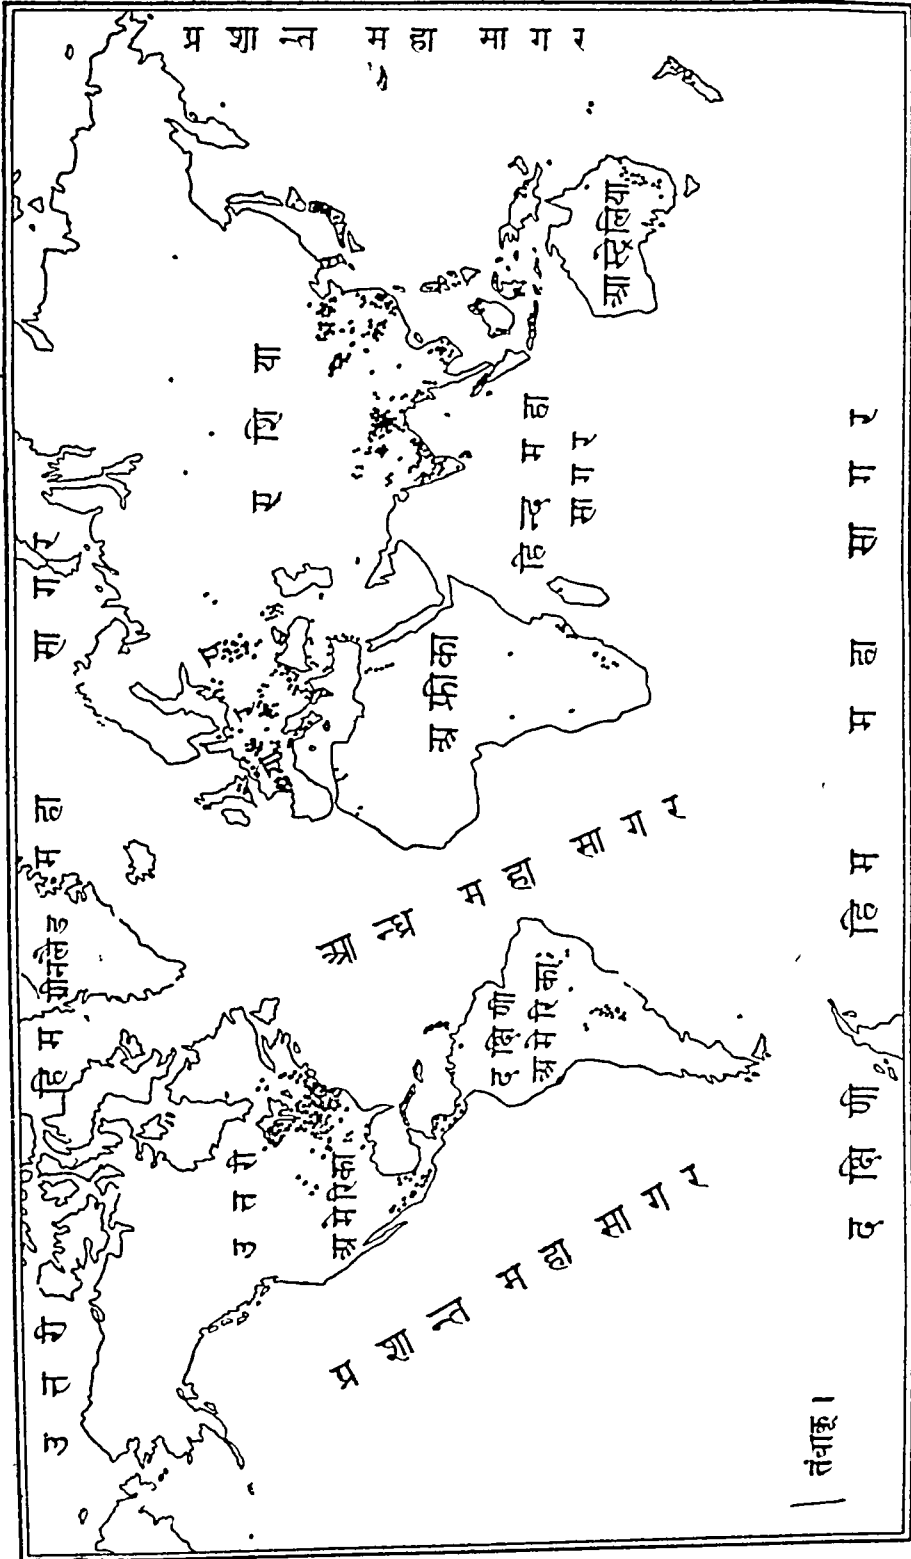 उत्तरी हिम महा सागर
ग्रीनलैंड
प्रशान्त महा मागर
उत्तरी
अमेरिका
एशिया
आन्ध्र महा सागर
अफ्रीका
हिन्द महा
सागर
आस्ट्रेलिया
दक्षिणी
अमेरिका
प्रशान्त महासागर
दक्षिणी हिम महा सागर
तंबाकू।